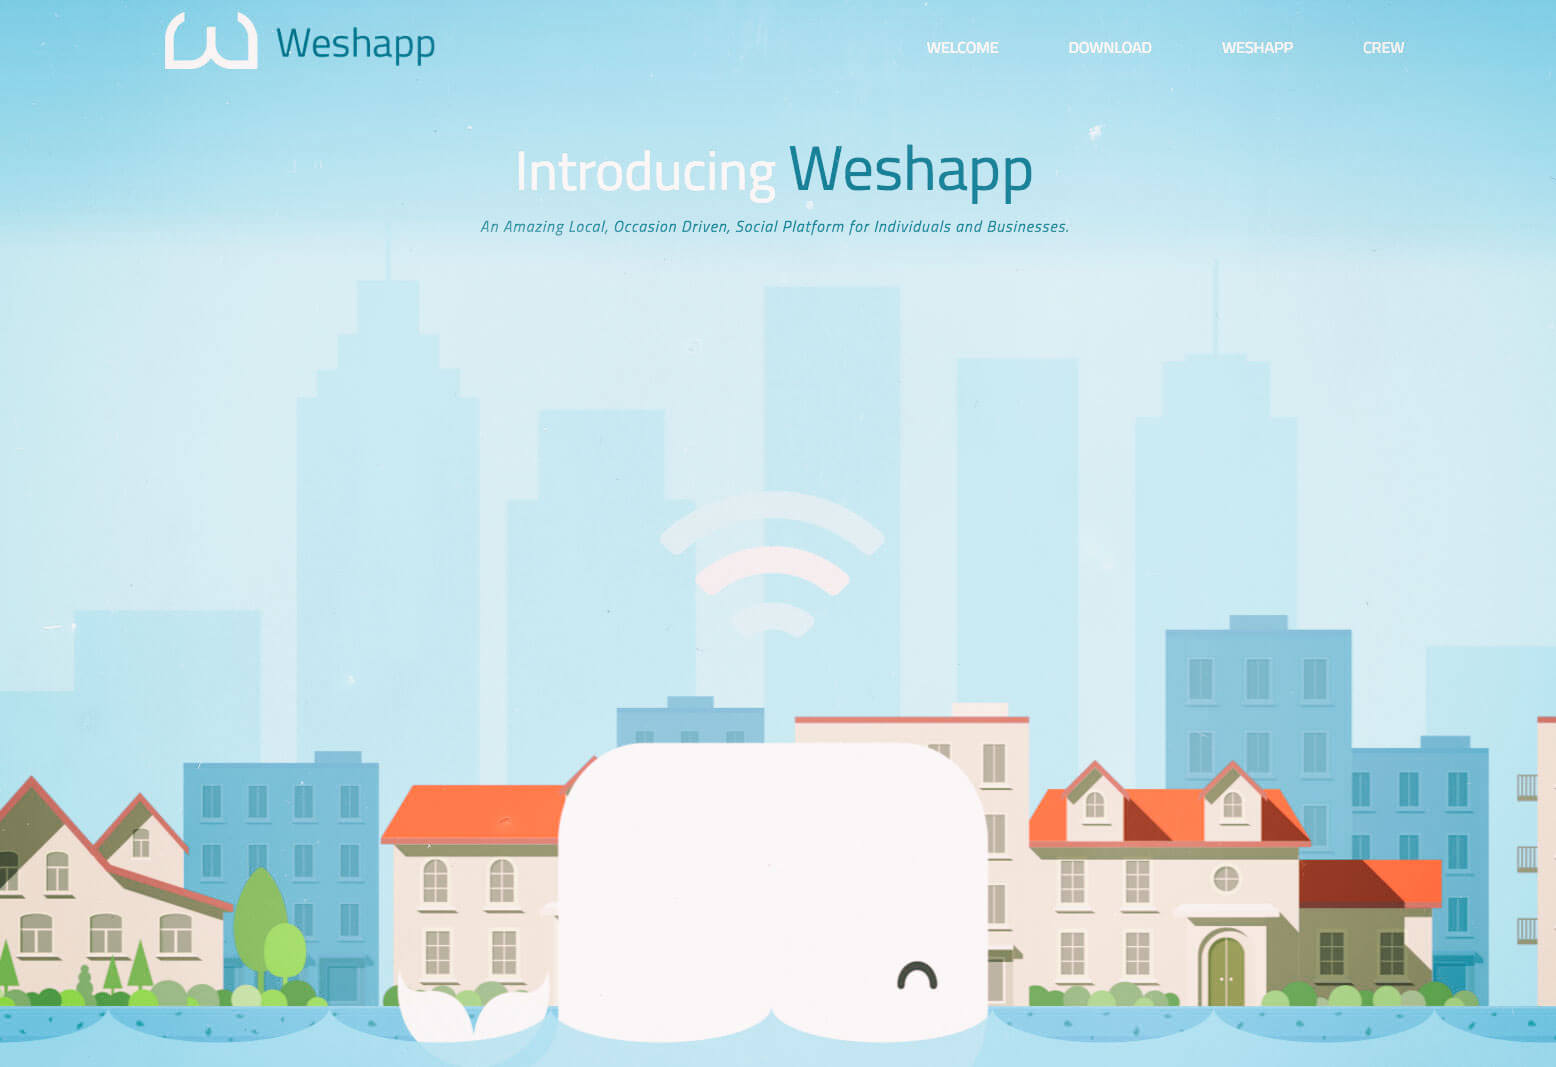 Weshapp
WELCOME DOWNLOAD WESHAPP CREW
Introducing Weshapp
An Amazing Local, Occasion Driven, Social Platform for Individuals and Businesses.